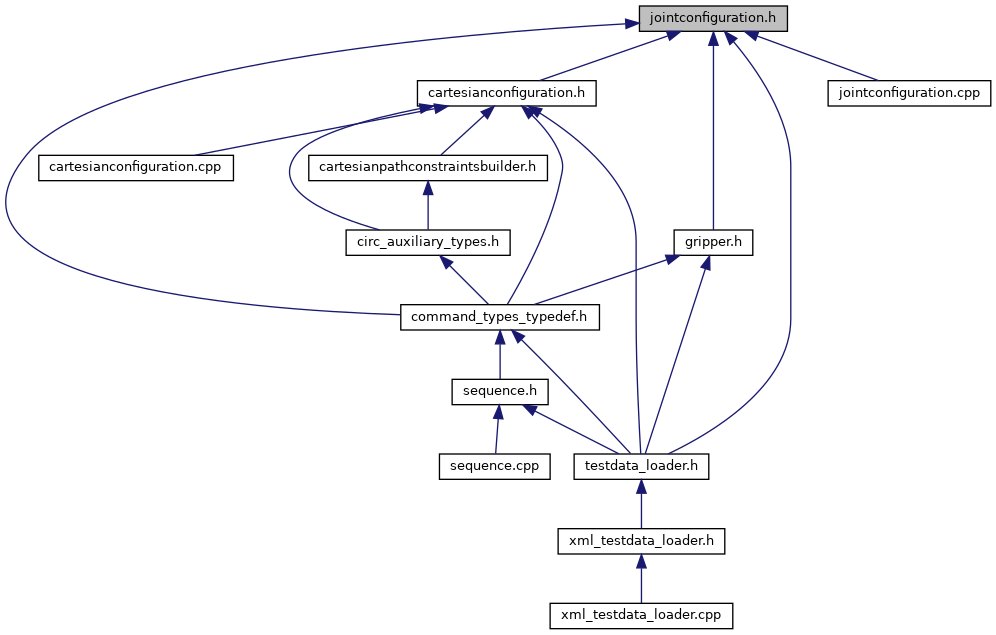 jointconfiguration.h
cartesianconfiguration.h
jointconfiguration.cpp
cartesianconfiguration.cpp
cartesianpathconstraintsbuilder.h
circ_auxiliary_types.h
gripper.h
command_types_typedef.h
sequence.h
sequence.cpp
testdata_loader.h
xml_testdata_loader.h
xml_testdata_loader.cpp